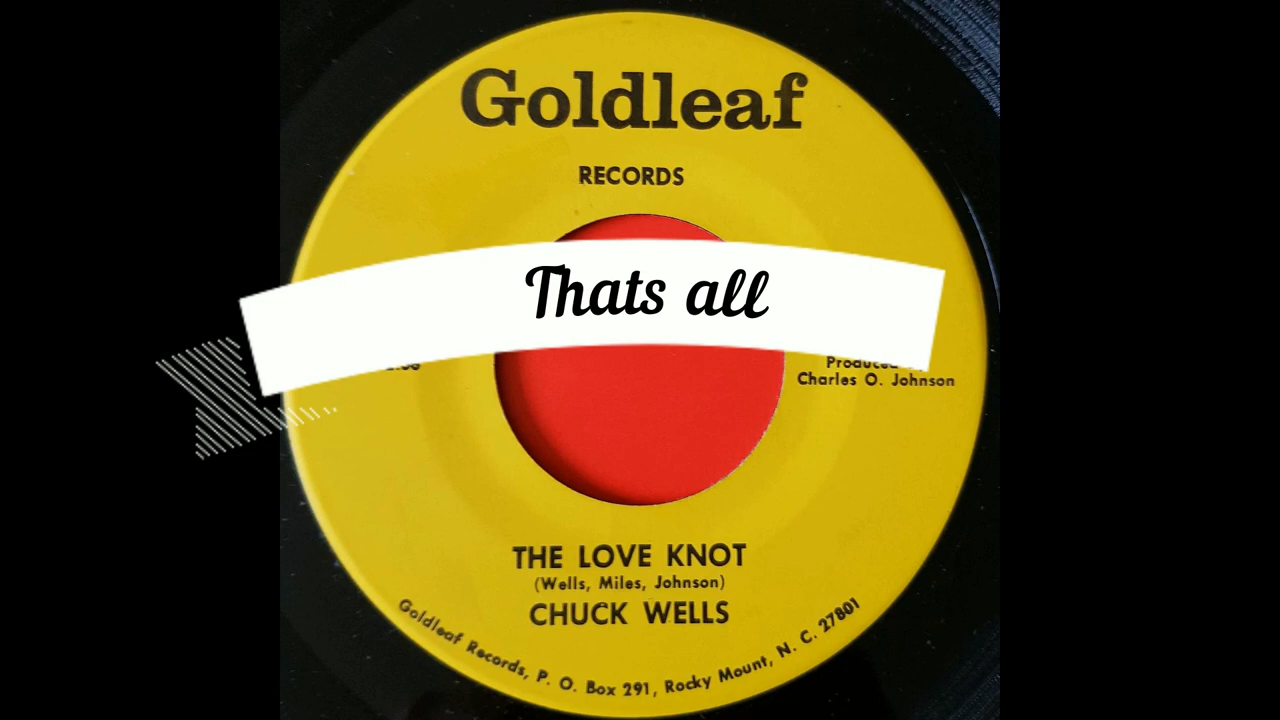 Goldleaf
RECORDS
Thats all
Charles O. Johnson
THE LOVE KNOT
(Wells, Miles, Johnson)
CHUCK WELLS
Goldleaf Records, P. O. Box 291, Rocky Mount, N. C. 27801